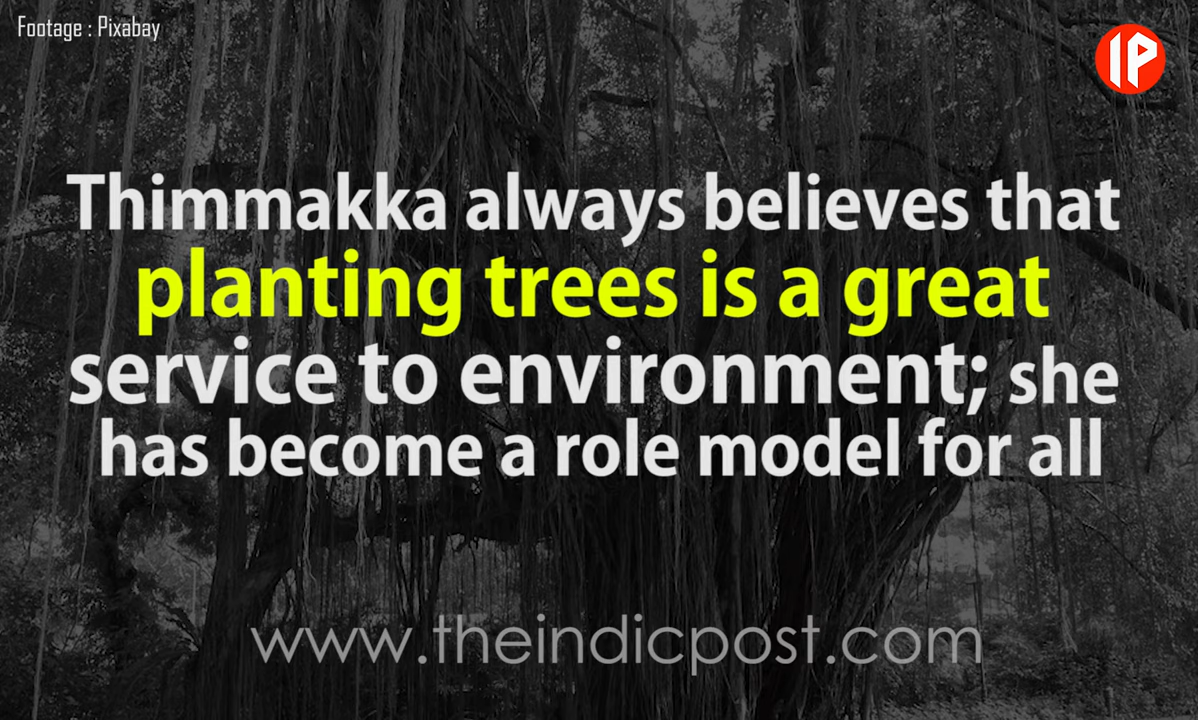 Footage : Pixabay
IP
Thimmakka always believes that
planting trees is a great
service to environment; she
has become a role model for all
www.theindicpost.com